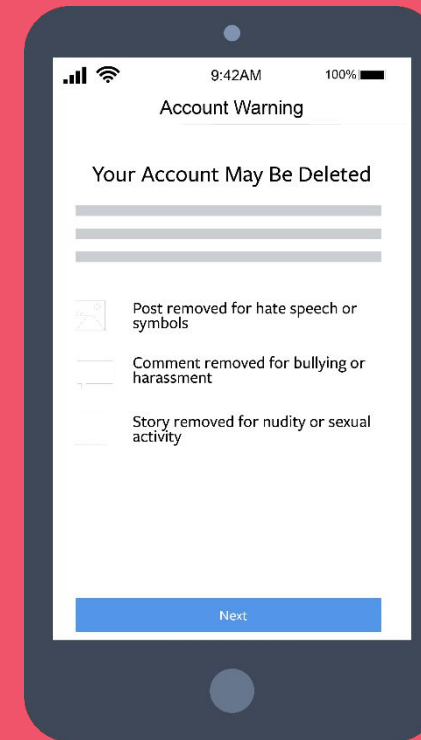 9:42AM 100%
Account Warning
Your Account May Be Deleted
Post removed for hate speech or
symbols
Comment removed for bullying or
harassment
Story removed for nudity or sexual
activity
Next